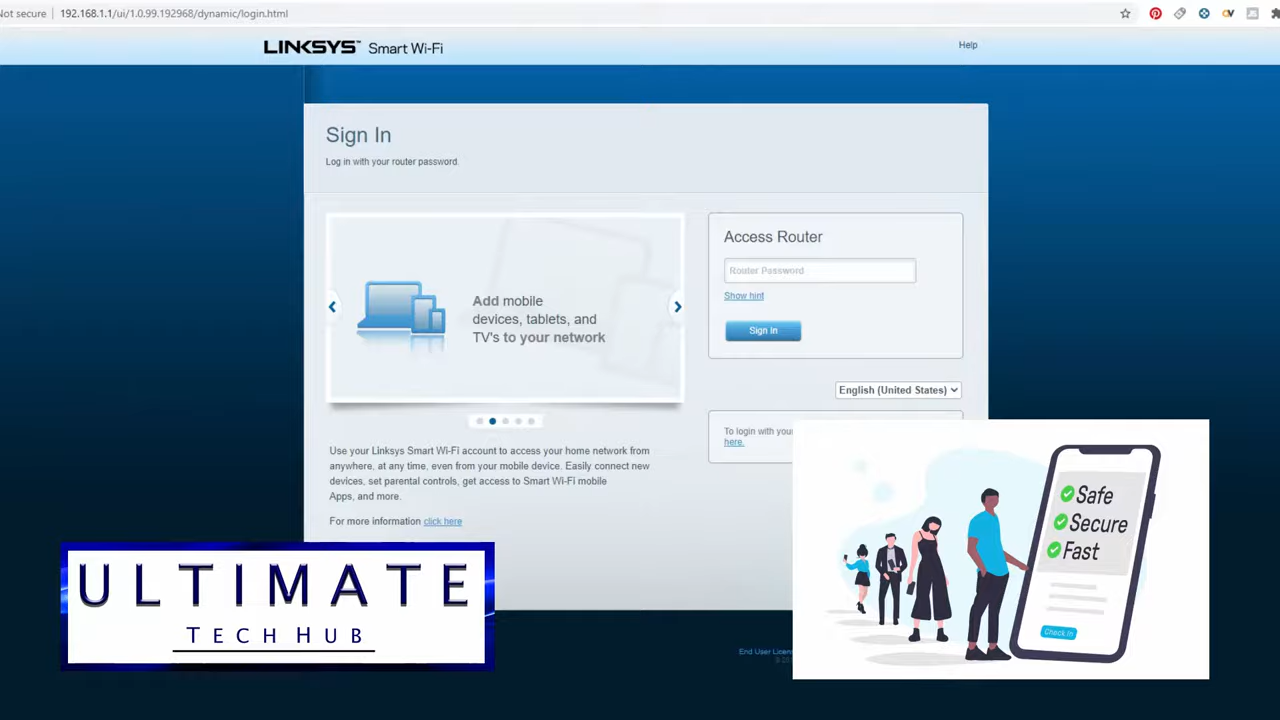 Not secure
192.168.1.1/ui/1.0.99.192968/dynamic/login.html
LINKSYS™ Smart Wi-Fi
Help
Sign In
Log in with your router password.
Add mobile
devices, tablets, and
TV's to your network
Access Router
Router Password
Show hint
Sign In
English (United States)
To login with your
here.
Use your Linksys Smart Wi-Fi account to access your home network from
anywhere, at any time, even from your mobile device. Easily connect new
devices, set parental controls, get access to Smart Wi-Fi mobile
Apps, and more.
For more information click here
End User Licen
ULTIMATE
TECH HUB
Safe
Secure
Fast
Check In